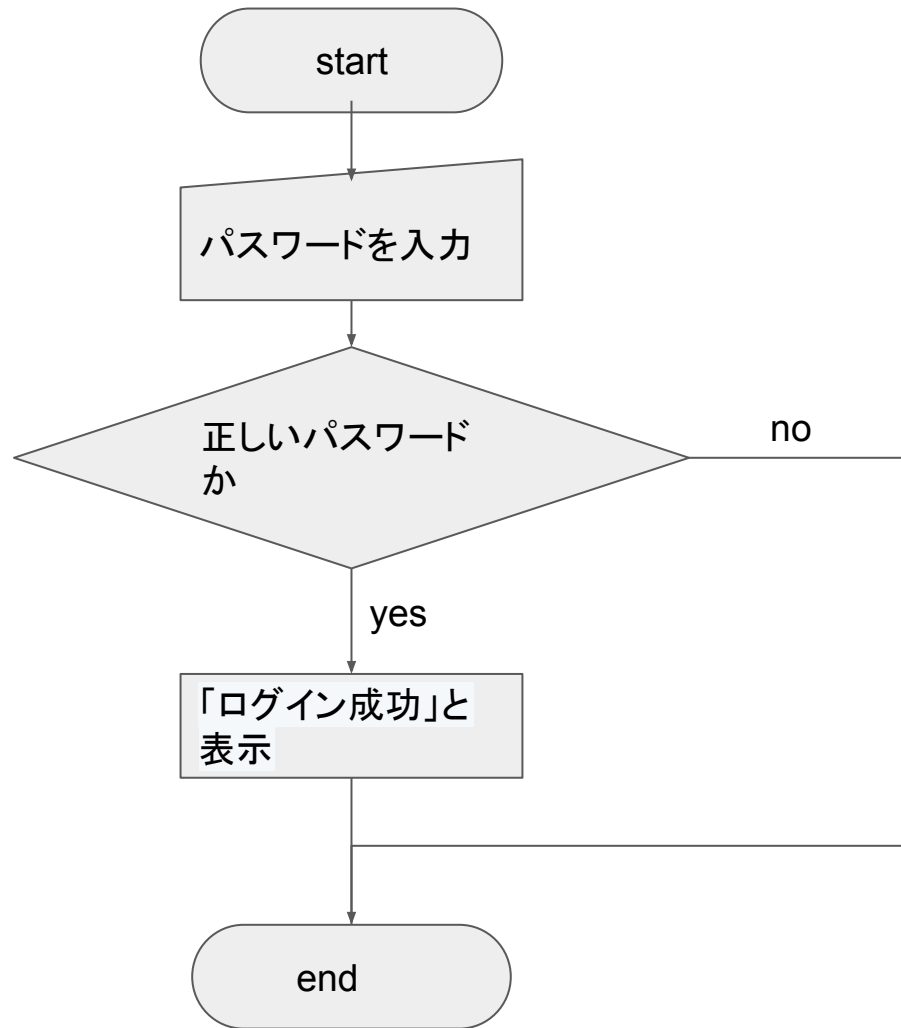 start
パスワードを入力
正しいパスワード
か
no
yes
「ログイン成功」と
表示
end